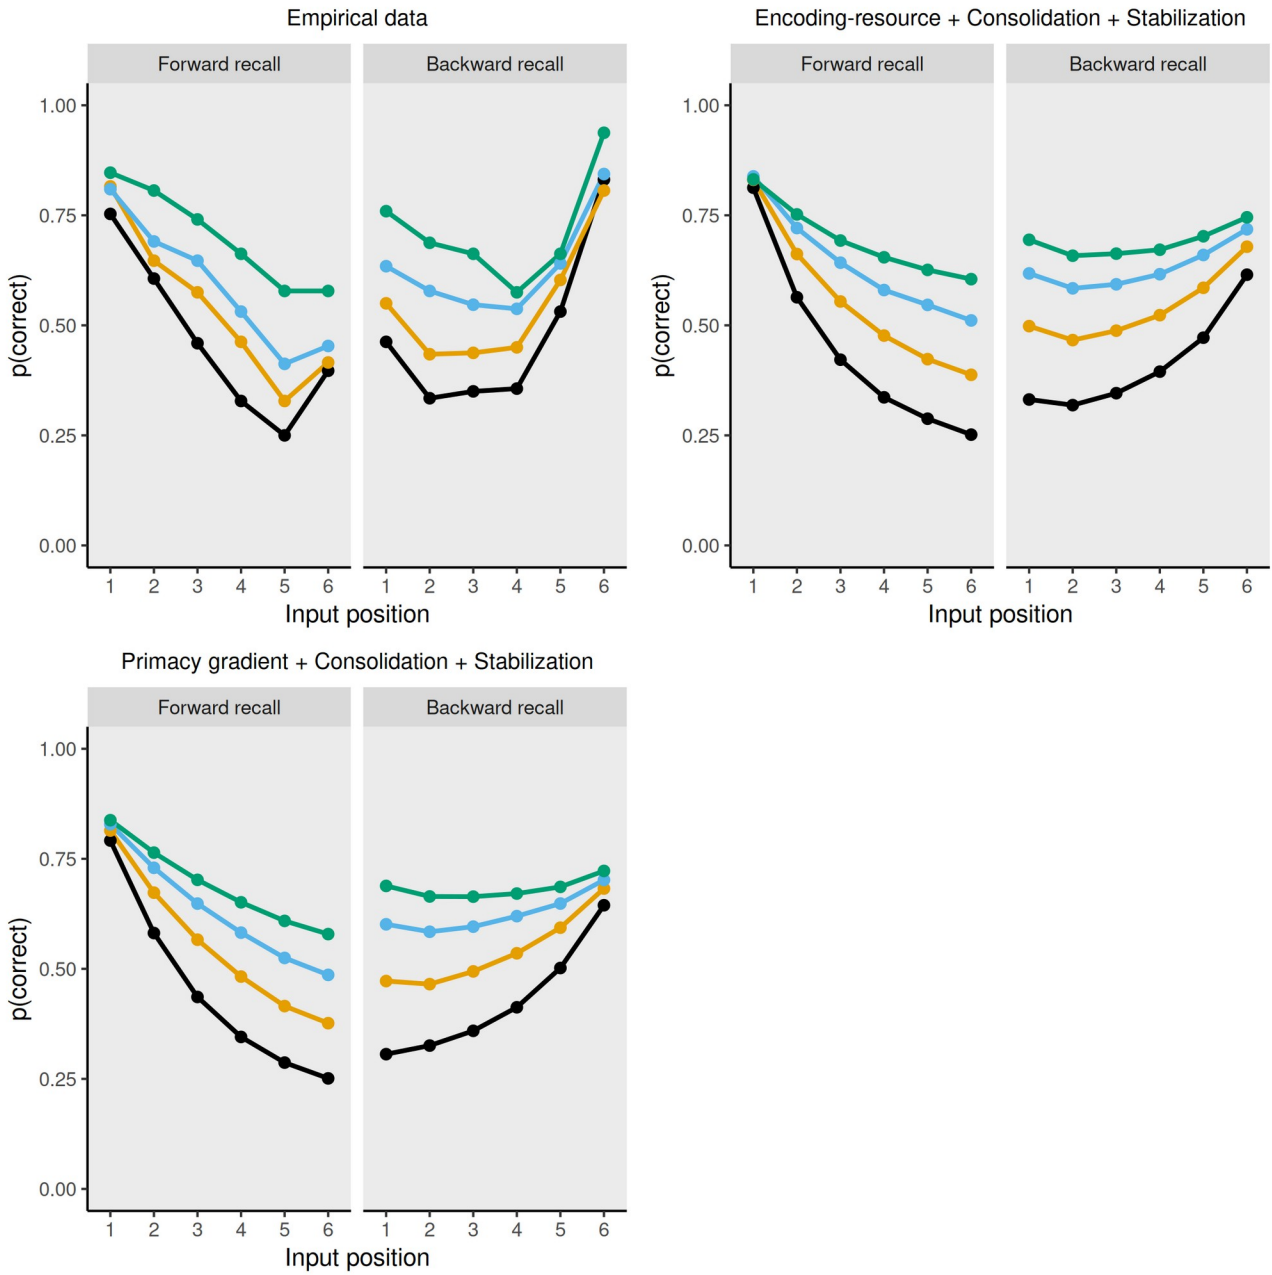 Empirical data
Forward recall
Backward recall
1.00
0.75
0.50
0.25
0.00
p(correct)
1 2 3 4 5 6
1 2 3 4 5 6
Input position
Encoding-resource + Consolidation + Stabilization
Forward recall
Backward recall
1.00
0.75
0.50
0.25
0.00
p(correct)
1 2 3 4 5 6
1 2 3 4 5 6
Input position
Primacy gradient + Consolidation + Stabilization
Forward recall
Backward recall
1.00
0.75
0.50
0.25
0.00
p(correct)
1 2 3 4 5 6
1 2 3 4 5 6
Input position